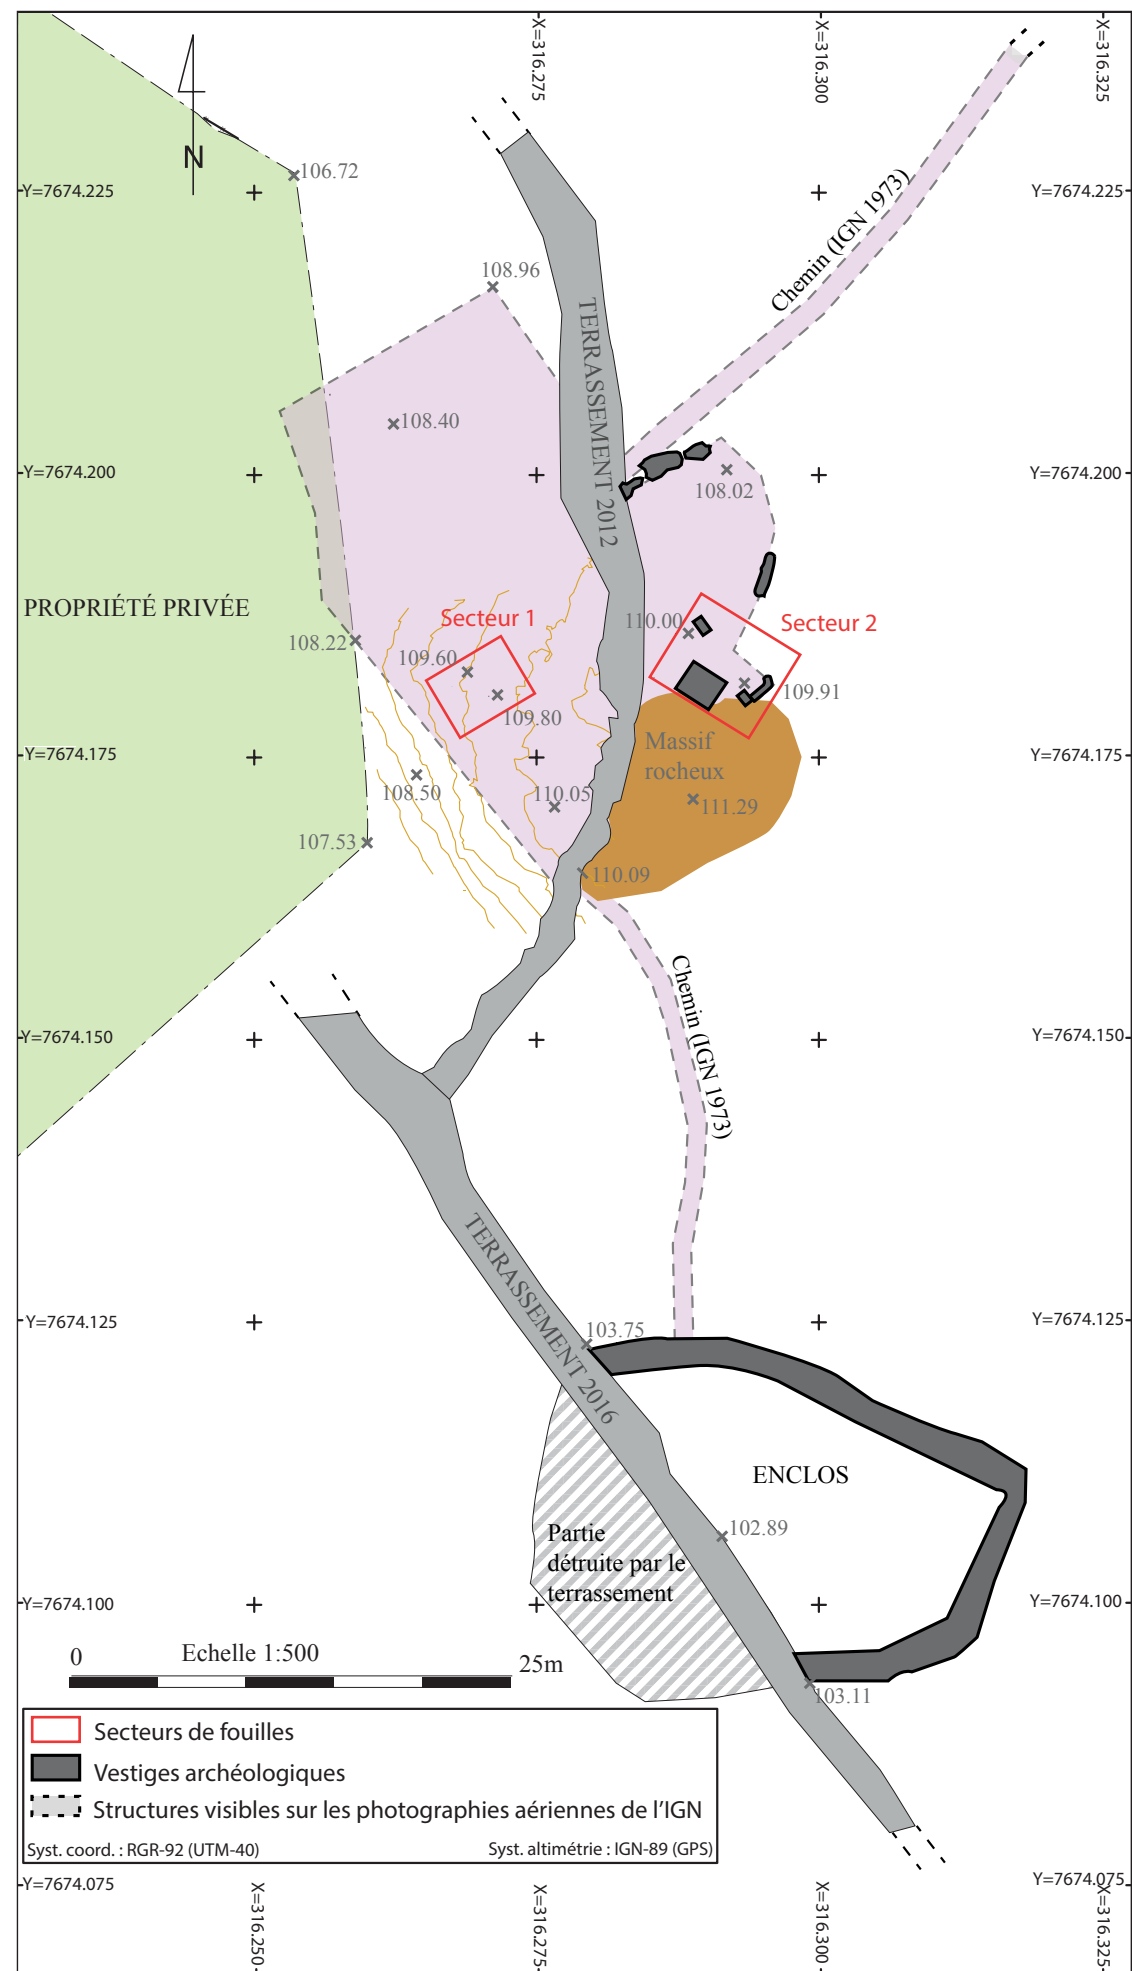 X=316.275
X=316.300
X=316.325
N
106.72
Y=7674.225
Y=7674.225
Chemin (IGN 1973)
108.96
TERRASSEMENT 2012
108.40
Y=7674.200
Y=7674.200
108.02
PROPRIÉTÉ PRIVÉE
Secteur 1
110.00
Secteur 2
108.22
109.60
109.91
109.80
Massif
rocheux
Y=7674.175
Y=7674.175
108.50
110.05
111.29
107.53
110.09
Chemin (IGN 1973)
Y=7674.150
Y=7674.150
TERRASSEMENT 2016
Y=7674.125
103.75
Y=7674.125
ENCLOS
102.89
Partie
détruite par le
terrassement
Y=7674.100
Y=7674.100
Echelle 1:500
0
25m
103.11
Secteurs de fouilles
Vestiges archéologiques
Structures visibles sur les photographies aériennes de l'IGN
Syst. coord. : RGR-92 (UTM-40)
Syst. altimétrie : IGN-89 (GPS)
Y=7674.075
Y=7674.075
X=316.250
X=316.275
X=316.300
X=316.325